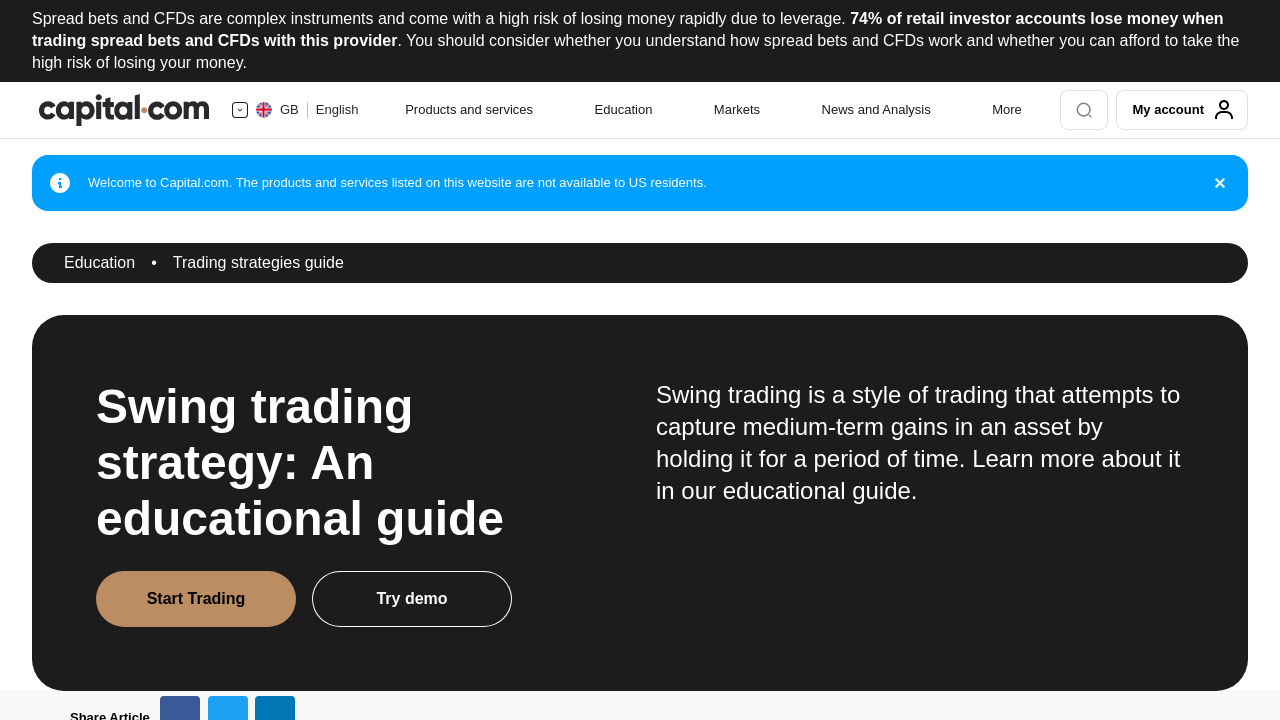 Spread bets and CFDs are complex instruments and come with a high risk of losing money rapidly due to leverage. 74% of retail investor accounts lose money when
trading spread bets and CFDs with this provider. You should consider whether you understand how spread bets and CFDs work and whether you can afford to take the
high risk of losing your money.
capital.com GB English Products and services Education Markets News and Analysis More My account
Welcome to Capital.com. The products and services listed on this website are not available to US residents.
Education • Trading strategies guide
Swing trading
strategy: An
educational guide
Swing trading is a style of trading that attempts to
capture medium-term gains in an asset by
holding it for a period of time. Learn more about it
in our educational guide.
Start Trading Try demo
Share Article